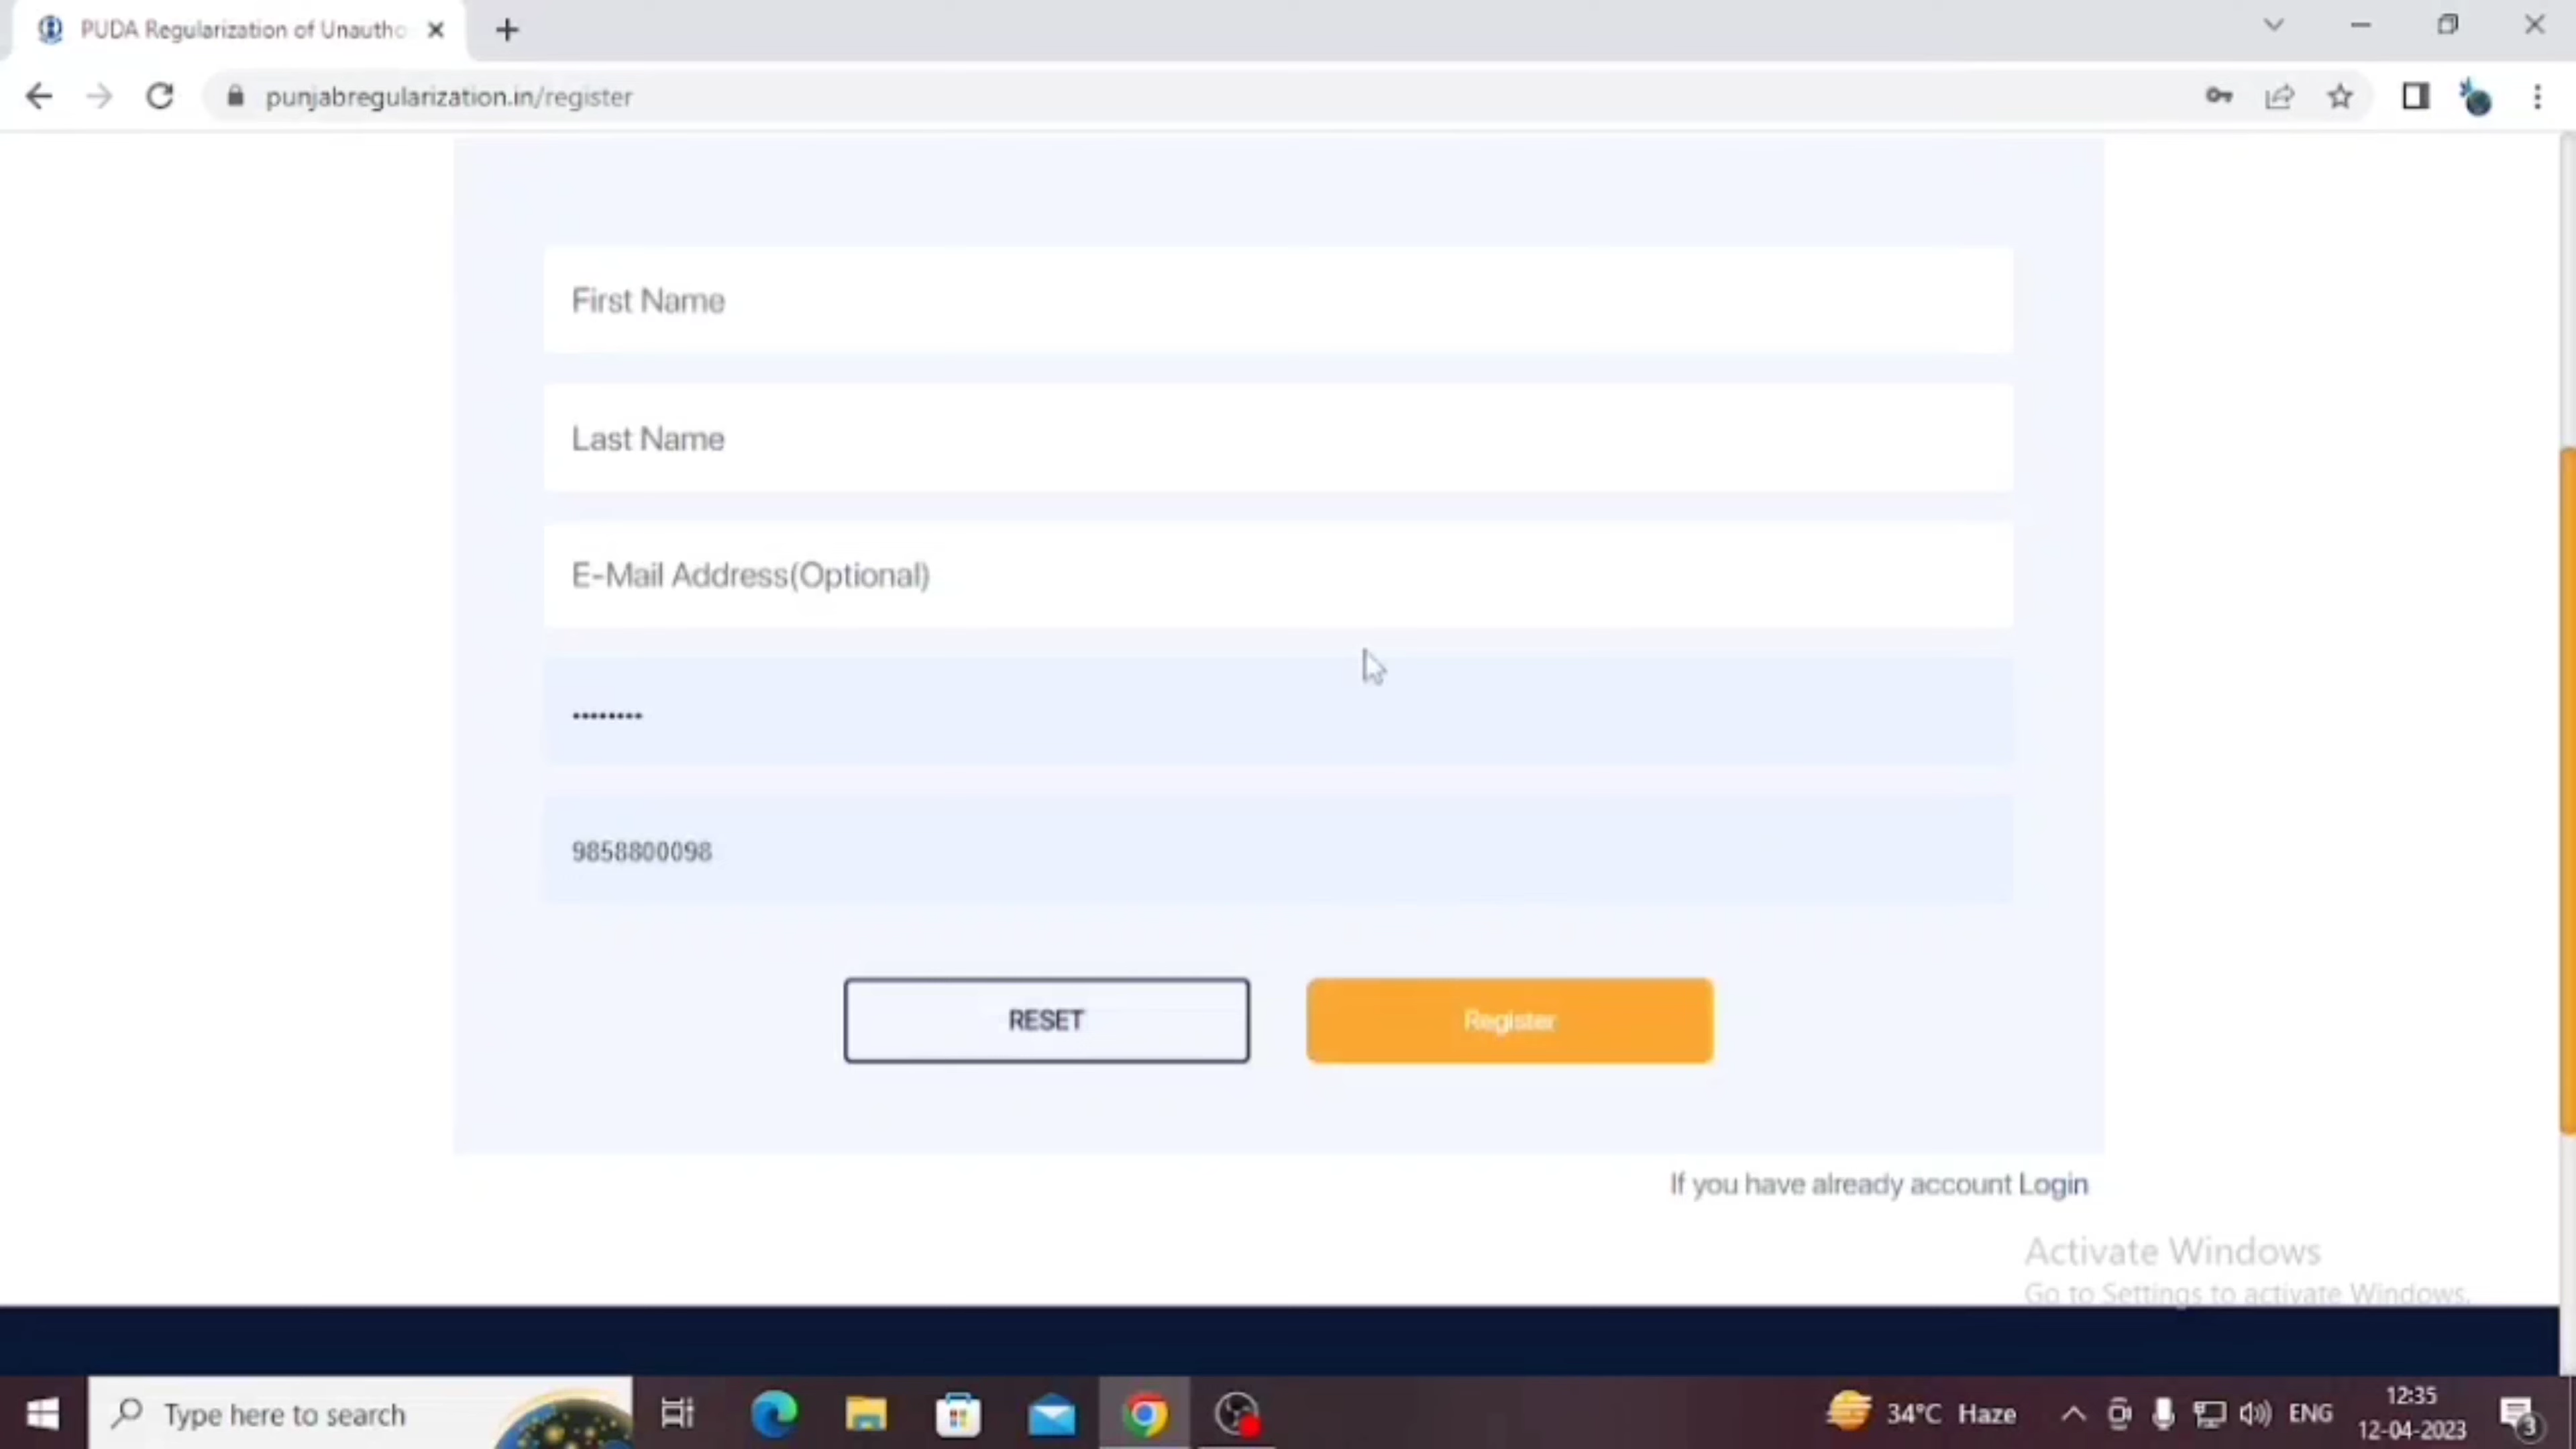 PUDA Regularization of Unautho
punjabregularization.in/register
First Name
Last Name
E-Mail Address(Optional)
••••••••
9858800098
RESET
Register
If you have already account Login
Activate Windows
Go to Settings to activate Windows.
Type here to search
34°C Haze
ENG
12:35
12-04-2023
3